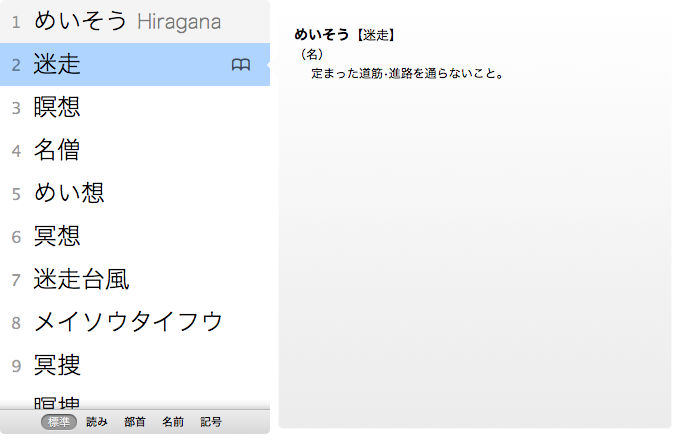 1 めいそう Hiragana
2 迷走
3 瞑想
4 名僧
5 めい想
6 冥想
7 迷走台風
8 メイソウタイフウ
9 冥捜
瞑捜
標準 読み 部首 名前 記号
めいそう【迷走】
（名）
定まった道筋･進路を通らないこと。